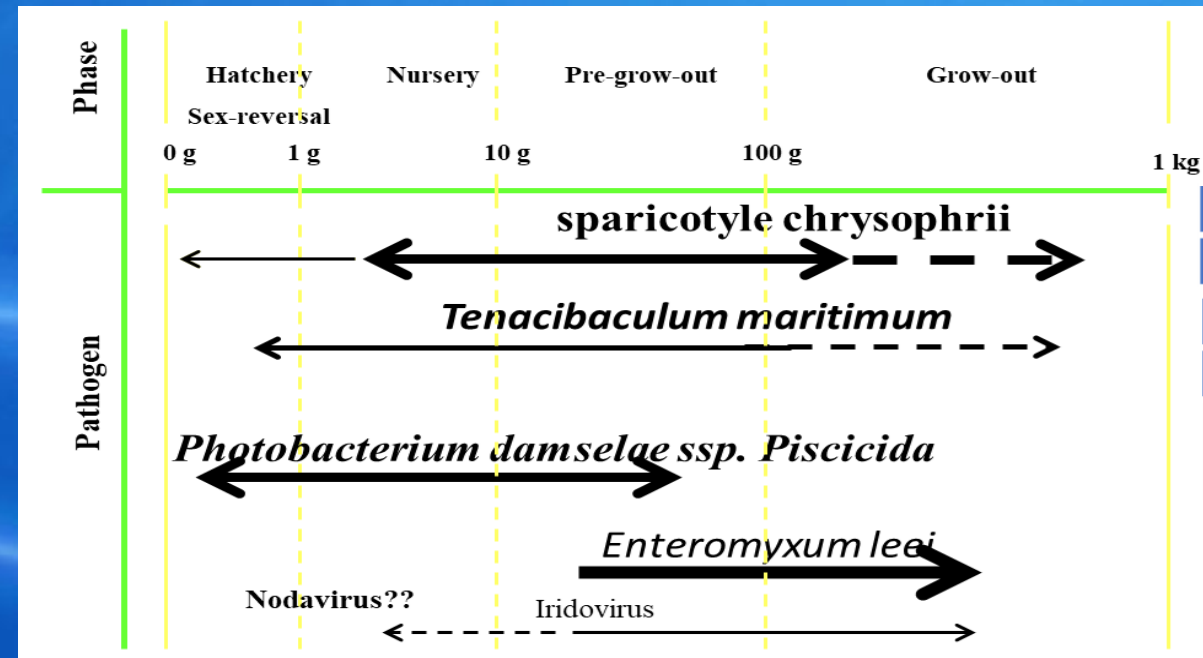 Phase
Hatchery
Sex-reversal
Nursery
Pre-grow-out
Grow-out
0 g
1 g
10 g
100 g
1 kg
Pathogen
sparicotyle chrysophrii
Tenacibaculum maritimum
Photobacterium damselae ssp. Piscicida
Enteromyxum leei
Nodavirus??
Iridovirus